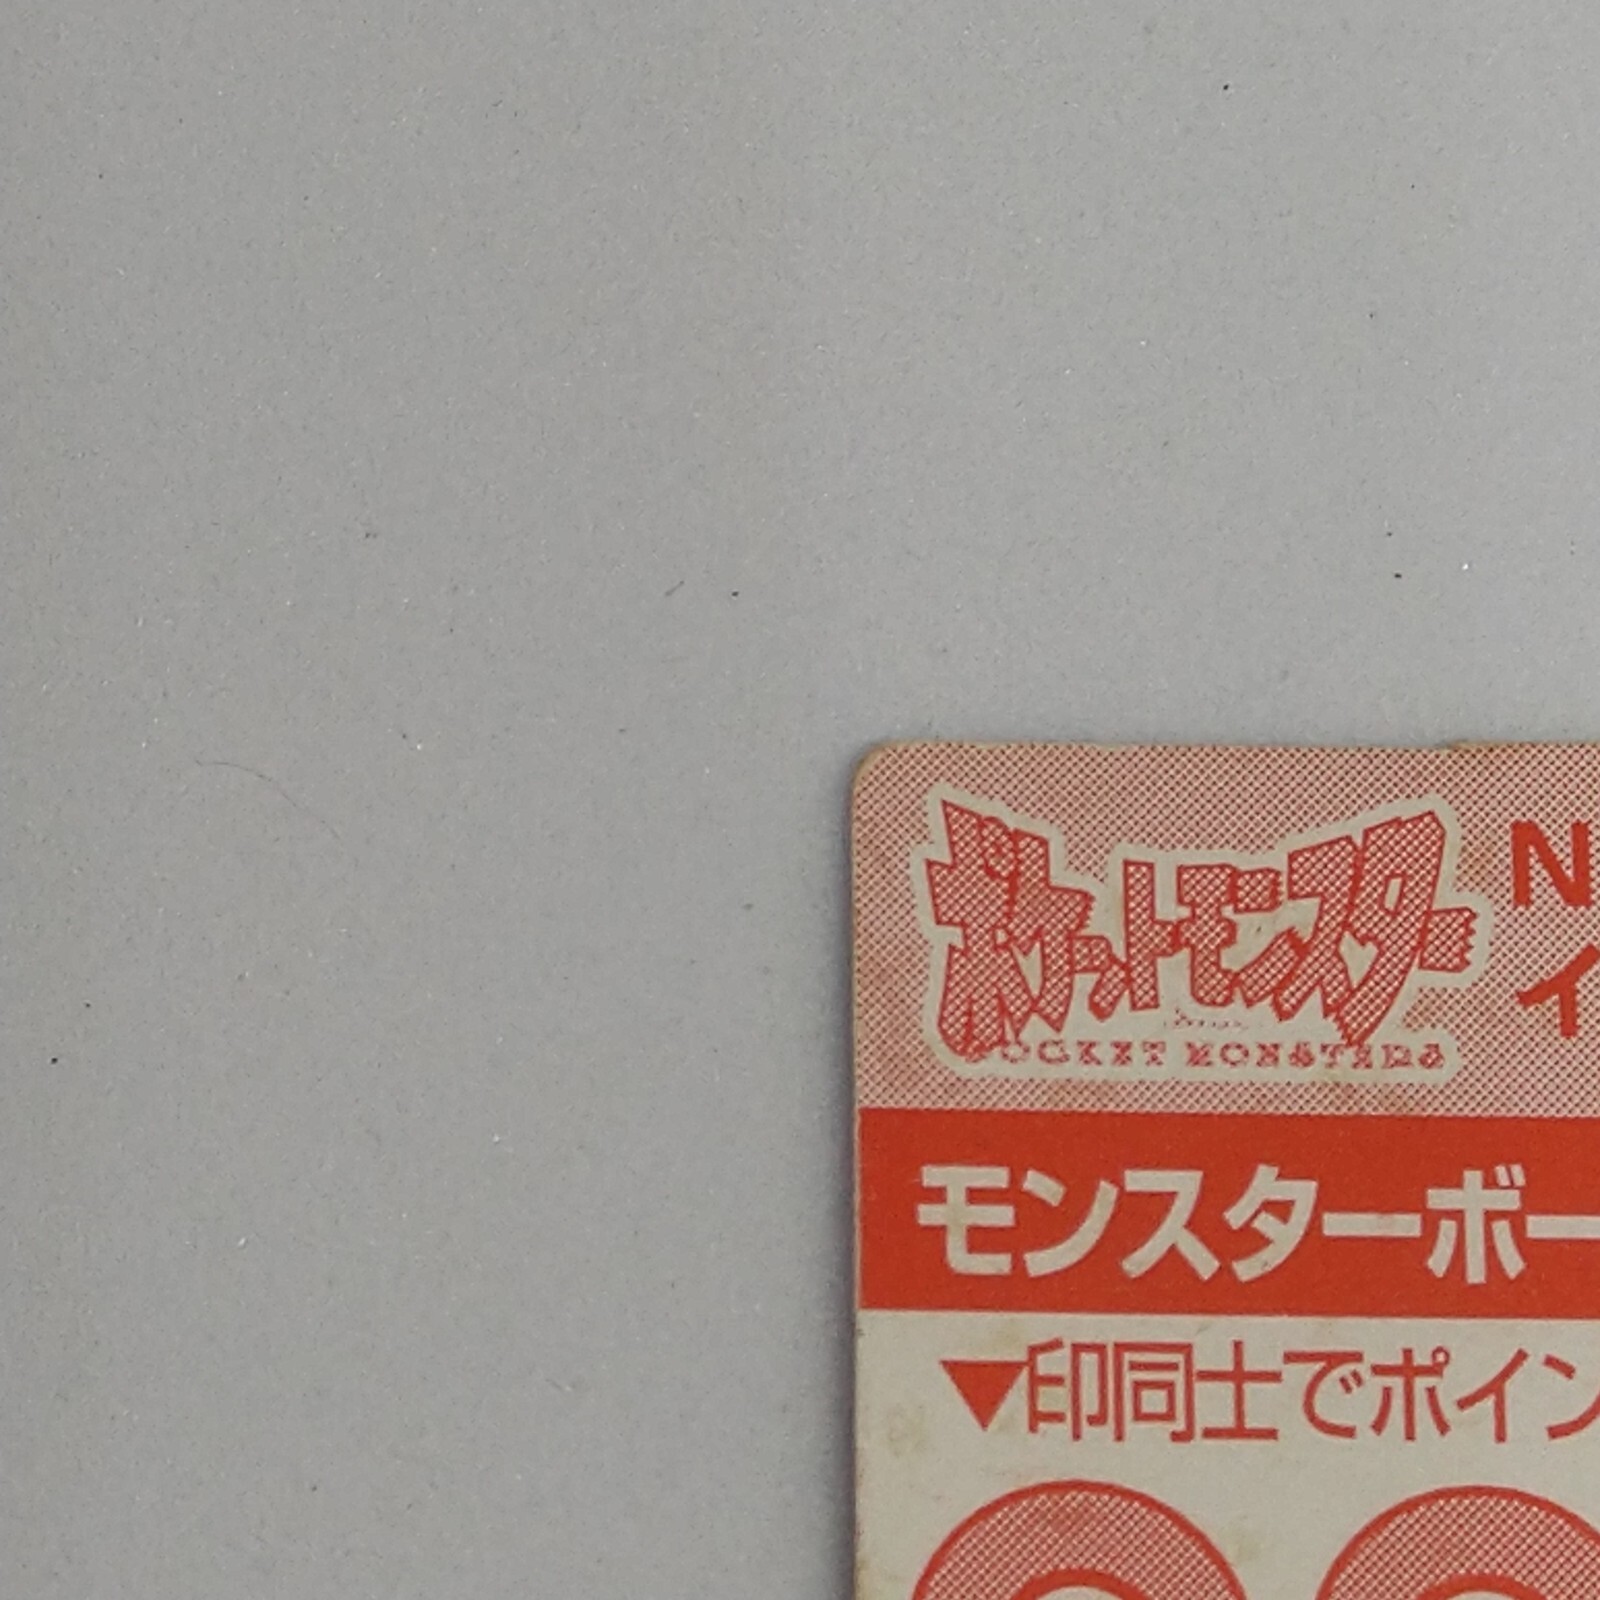 ポケットモンスター
POCKET MONSTERS
N
イ
モンスターボー
▼印同士でポイン